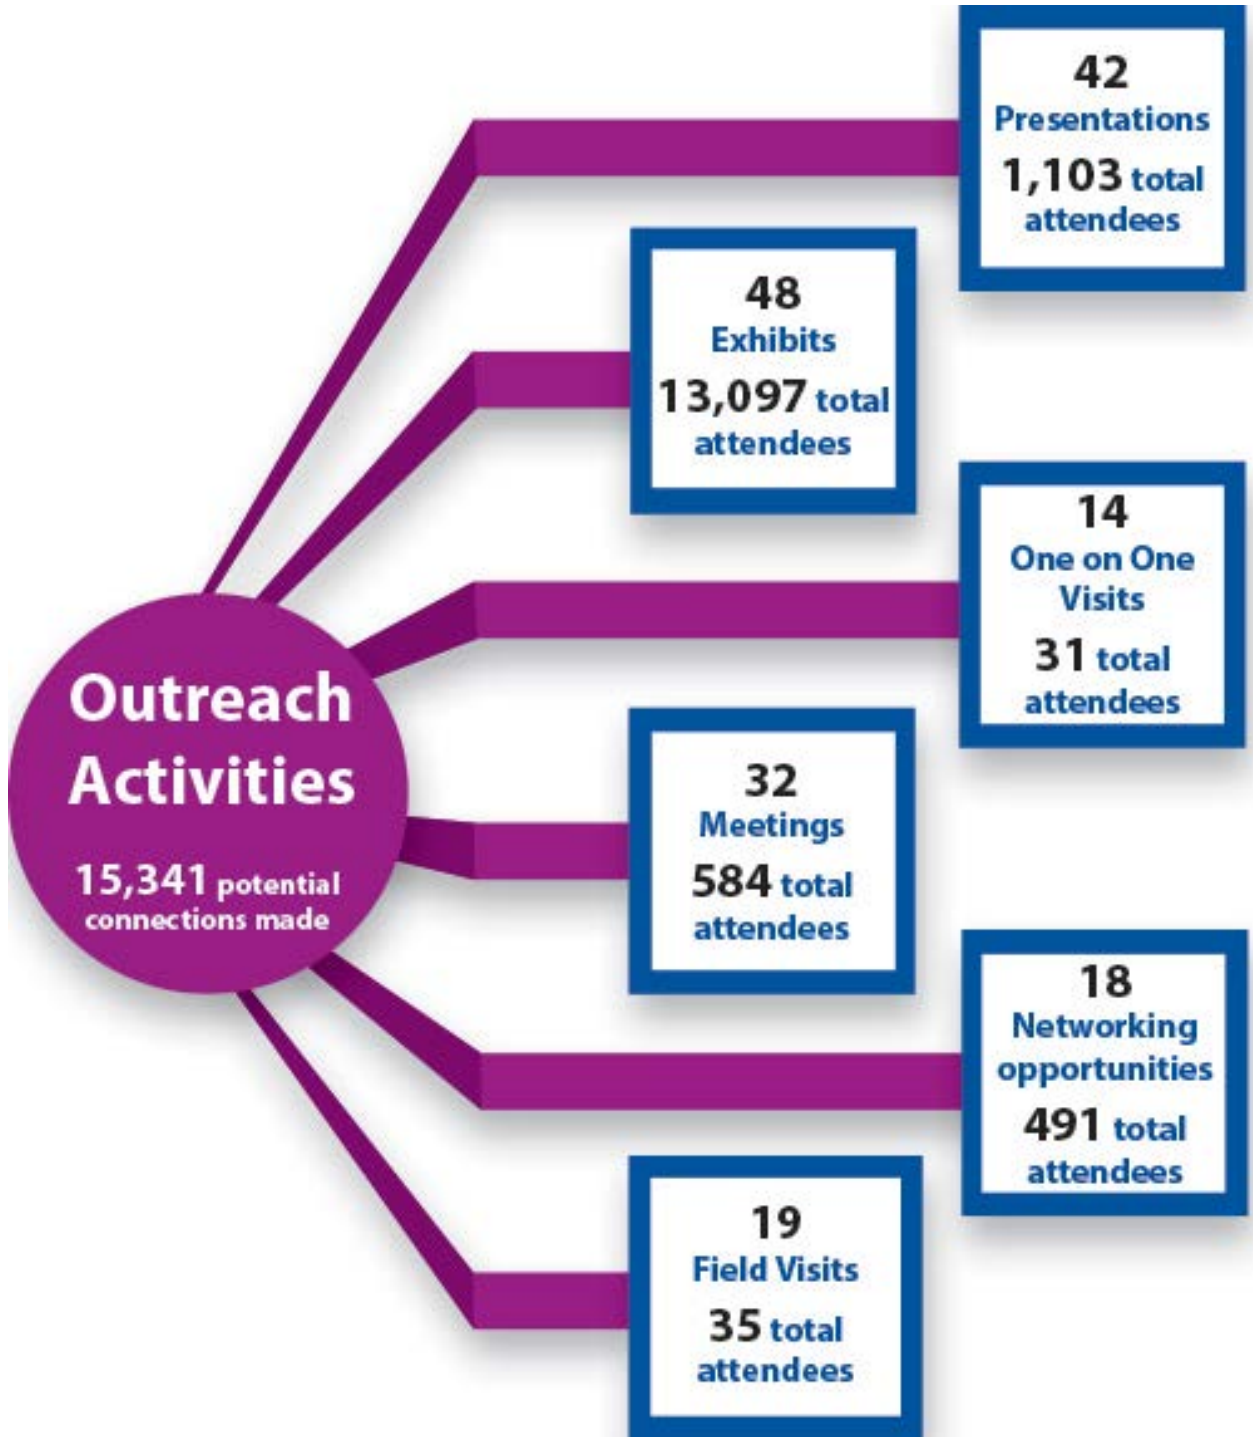 Outreach
Activities
15,341 potential
connections made
42
Presentations
1,103 total
attendees
48
Exhibits
13,097 total
attendees
14
One on One
Visits
31 total
attendees
32
Meetings
584 total
attendees
18
Networking
opportunities
491 total
attendees
19
Field Visits
35 total
attendees